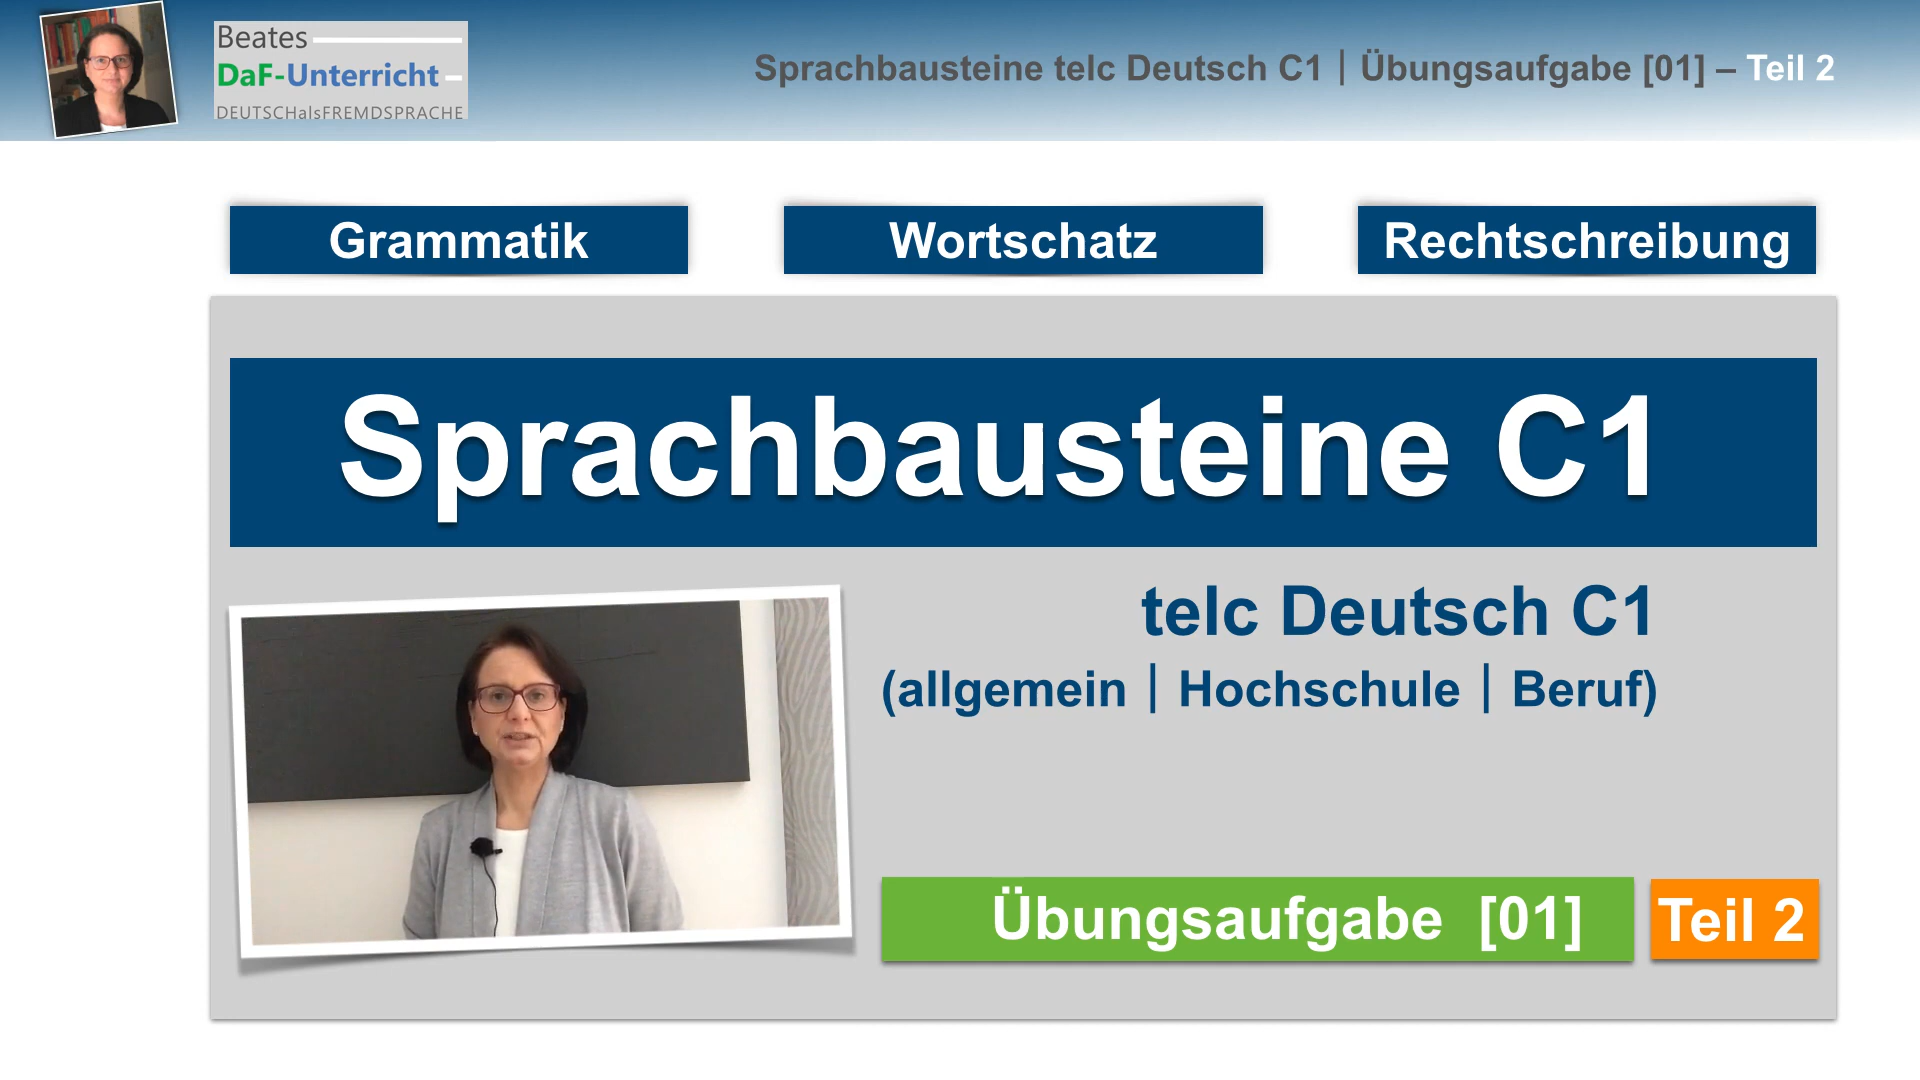 Beates
DaF-Unterricht
DEUTSCHalsFREMDSPRACHE
Sprachbausteine telc Deutsch C1 | Übungsaufgabe [01] – Teil 2
Grammatik
Wortschatz
Rechtschreibung
Sprachbausteine C1
telc Deutsch C1
(allgemein | Hochschule | Beruf)
Übungsaufgabe [01]
Teil 2